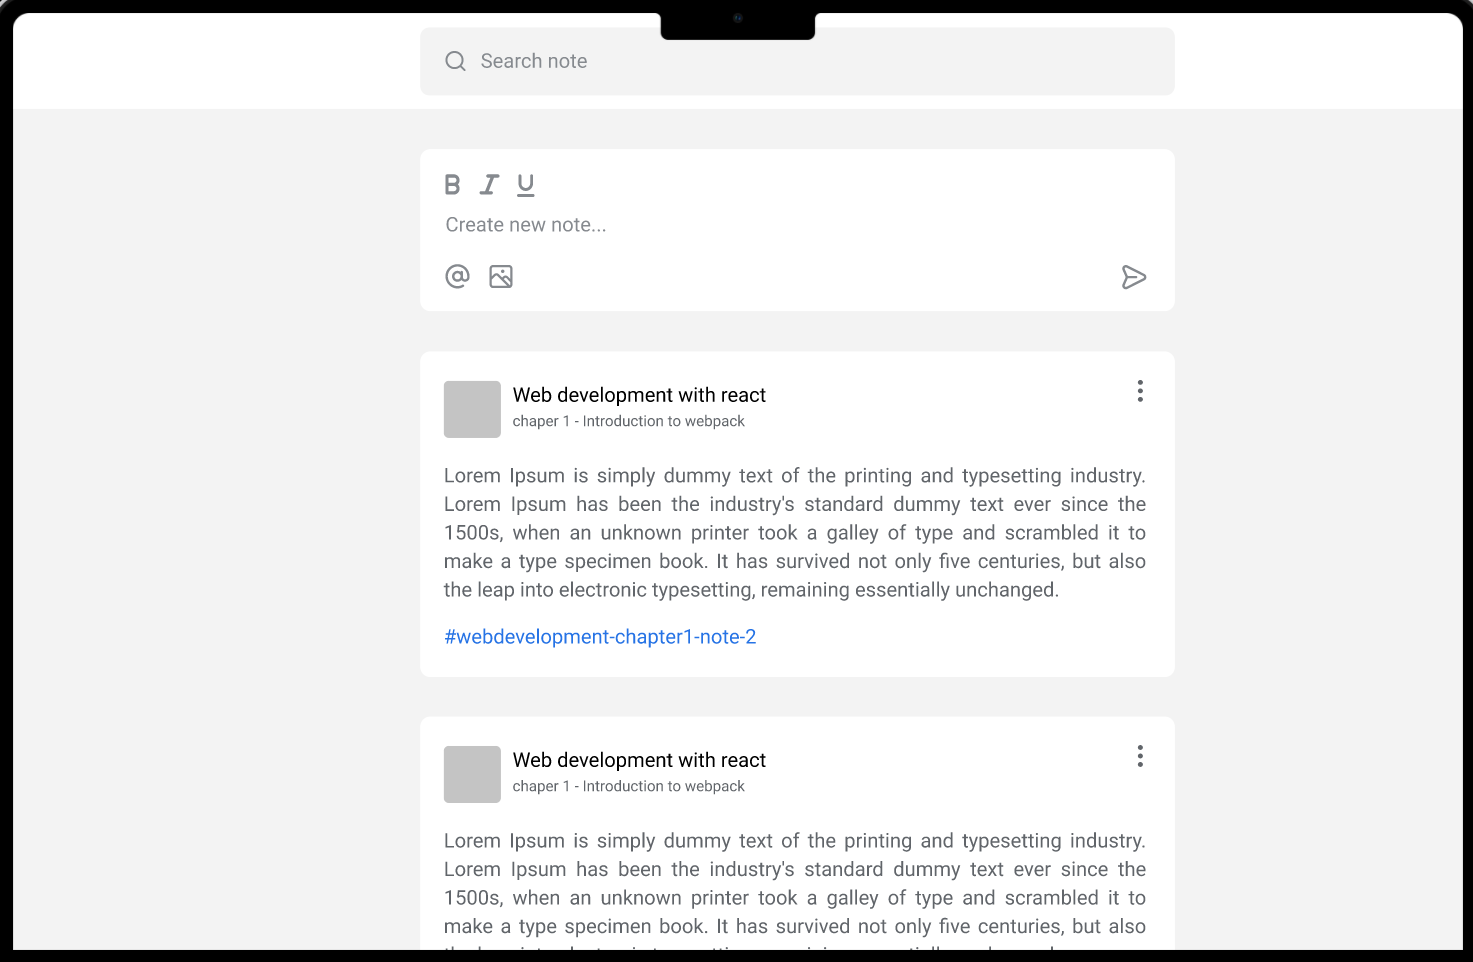 Search note
B I U
Create new note...
Web development with react
chaper 1 - Introduction to webpack
Lorem Ipsum is simply dummy text of the printing and typesetting industry.
Lorem Ipsum has been the industry's standard dummy text ever since the
1500s, when an unknown printer took a galley of type and scrambled it to
make a type specimen book. It has survived not only five centuries, but also
the leap into electronic typesetting, remaining essentially unchanged.
#webdevelopment-chapter1-note-2
Web development with react
chaper 1 - Introduction to webpack
Lorem Ipsum is simply dummy text of the printing and typesetting industry.
Lorem Ipsum has been the industry's standard dummy text ever since the
1500s, when an unknown printer took a galley of type and scrambled it to
make a type specimen book. It has survived not only five centuries, but also